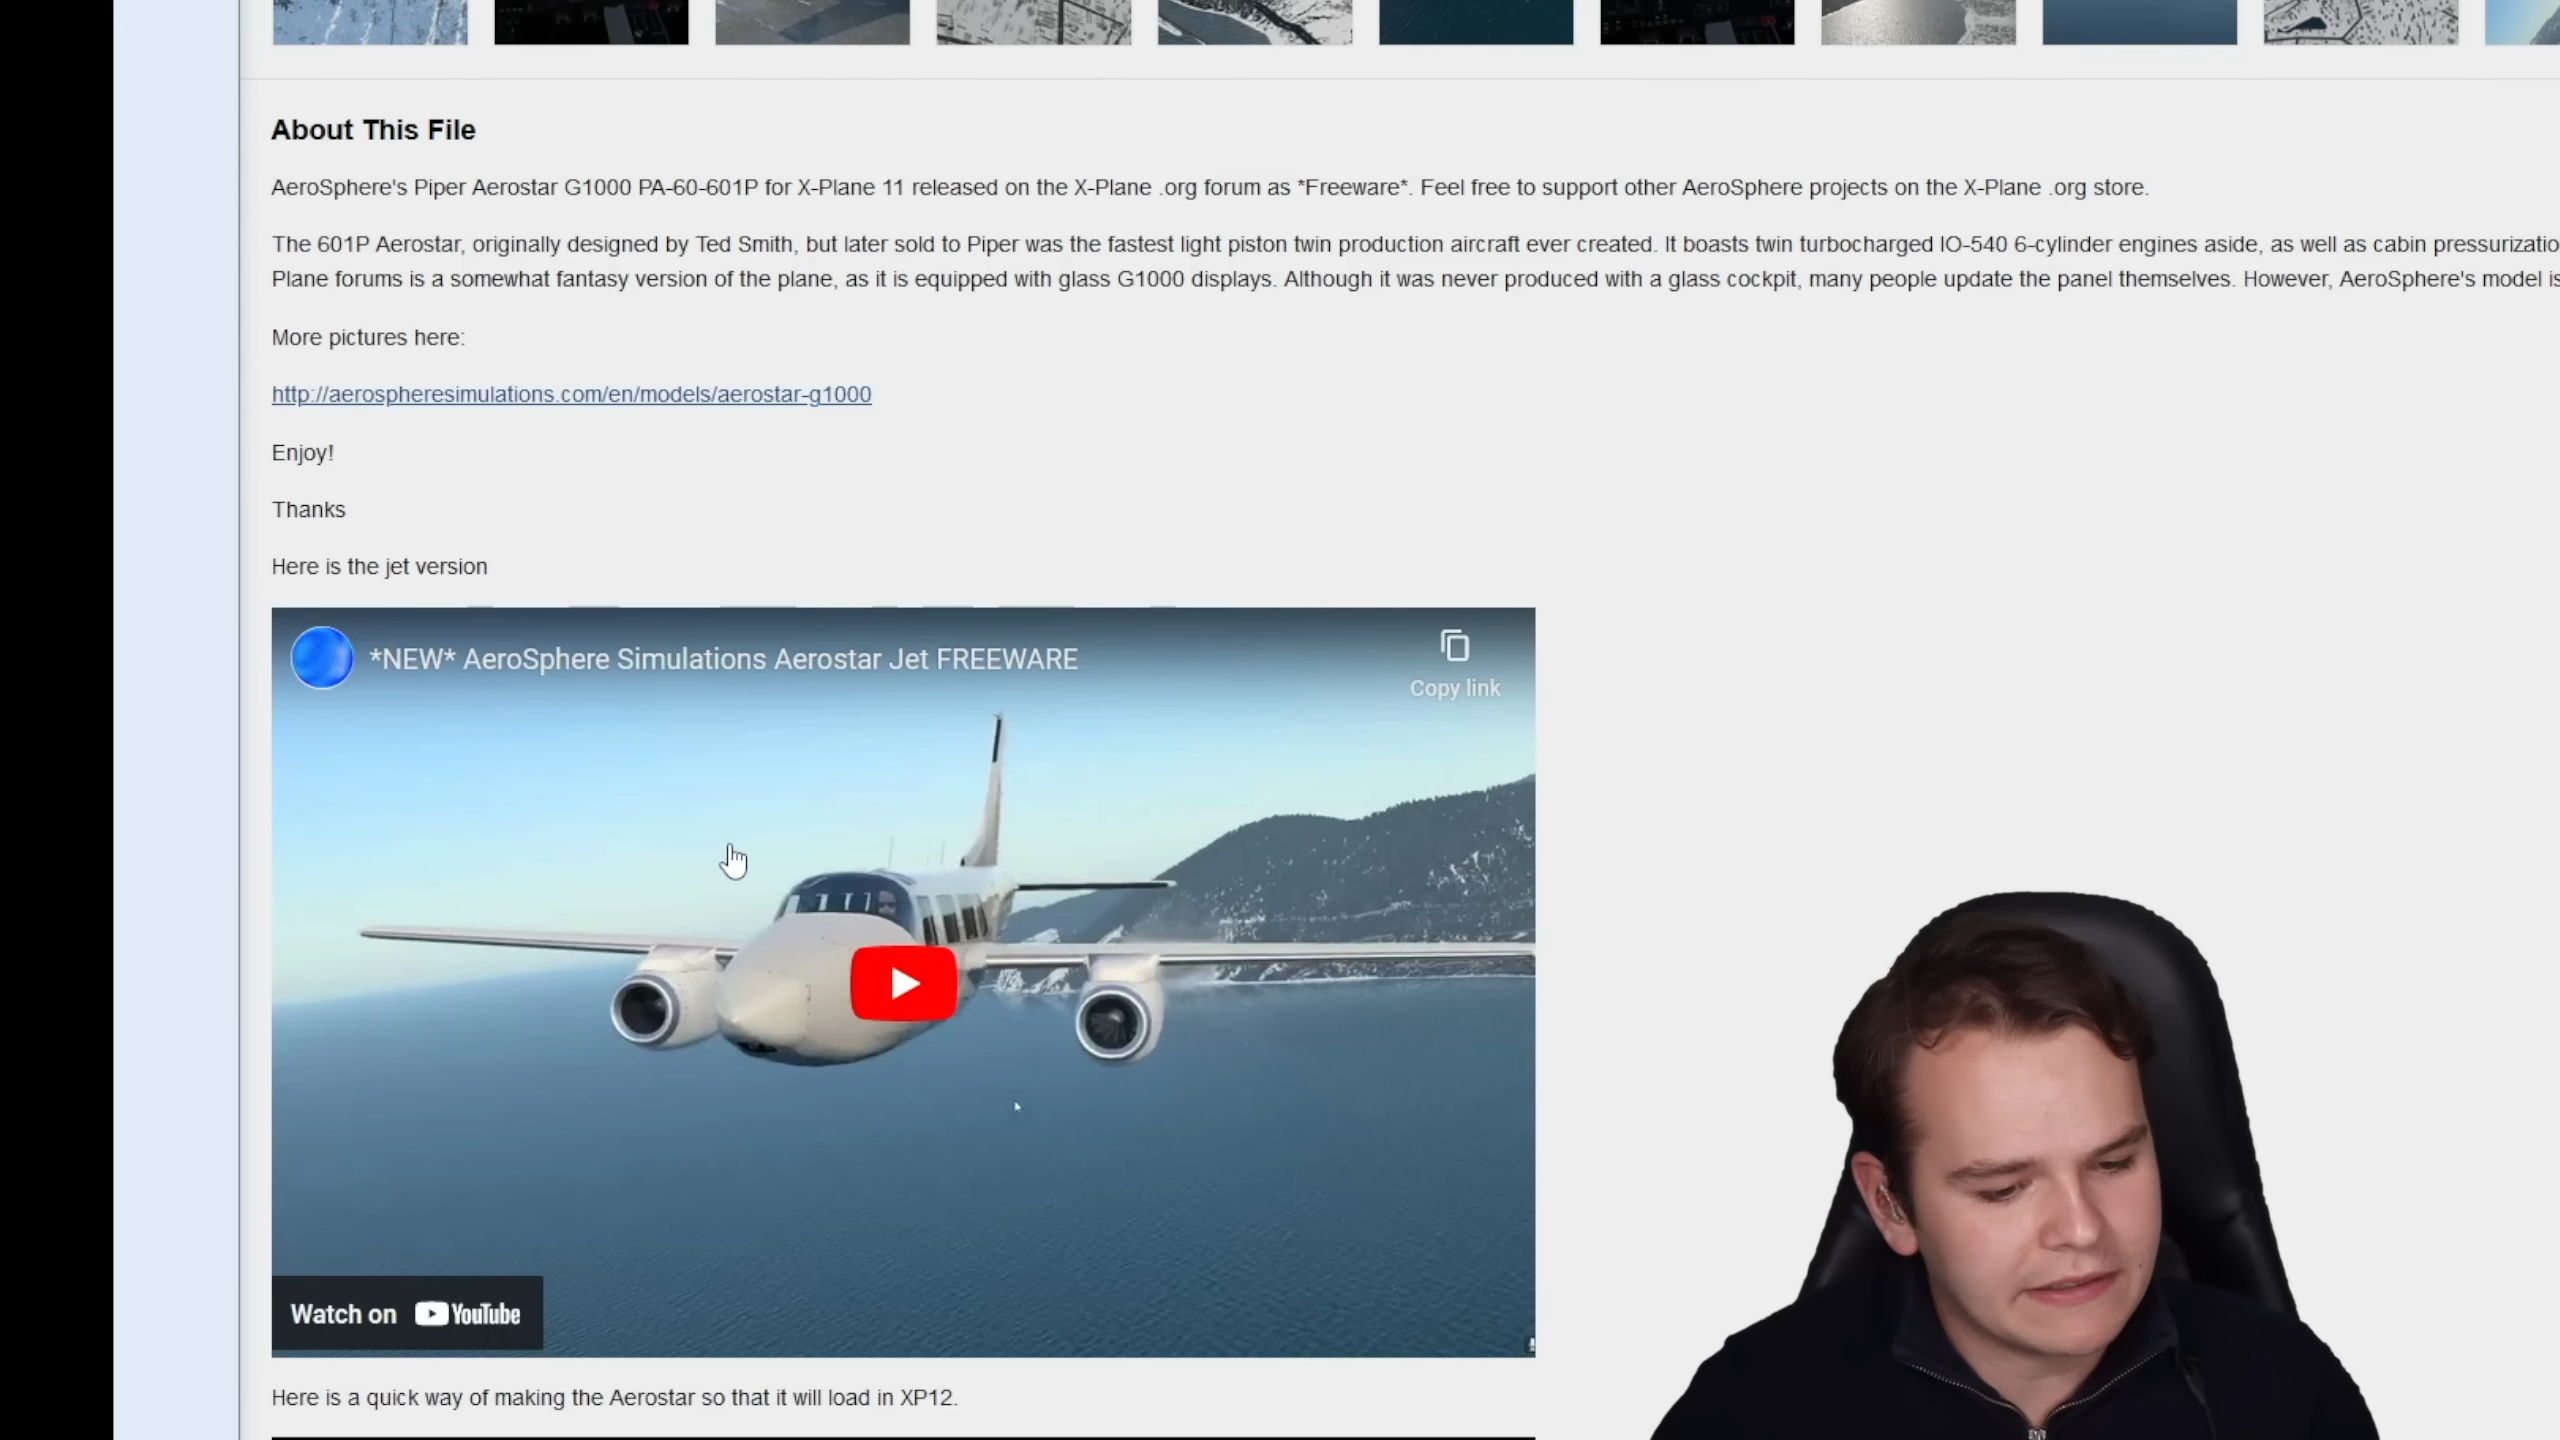 About This File
AeroSphere's Piper Aerostar G1000 PA-60-601P for X-Plane 11 released on the X-Plane .org forum as *Freeware*. Feel free to support other AeroSphere projects on the X-Plane .org store.
The 601P Aerostar, originally designed by Ted Smith, but later sold to Piper was the fastest light piston twin production aircraft ever created. It boasts twin turbocharged IO-540 6-cylinder engines aside, as well as cabin pressurizatio
Plane forums is a somewhat fantasy version of the plane, as it is equipped with glass G1000 displays. Although it was never produced with a glass cockpit, many people update the panel themselves. However, AeroSphere's model is
More pictures here:
http://aerospheresimulations.com/en/models/aerostar-g1000
Enjoy!
Thanks
Here is the jet version
*NEW* AeroSphere Simulations Aerostar Jet FREEWARE
Copy link
Watch on YouTube
Here is a quick way of making the Aerostar so that it will load in XP12.